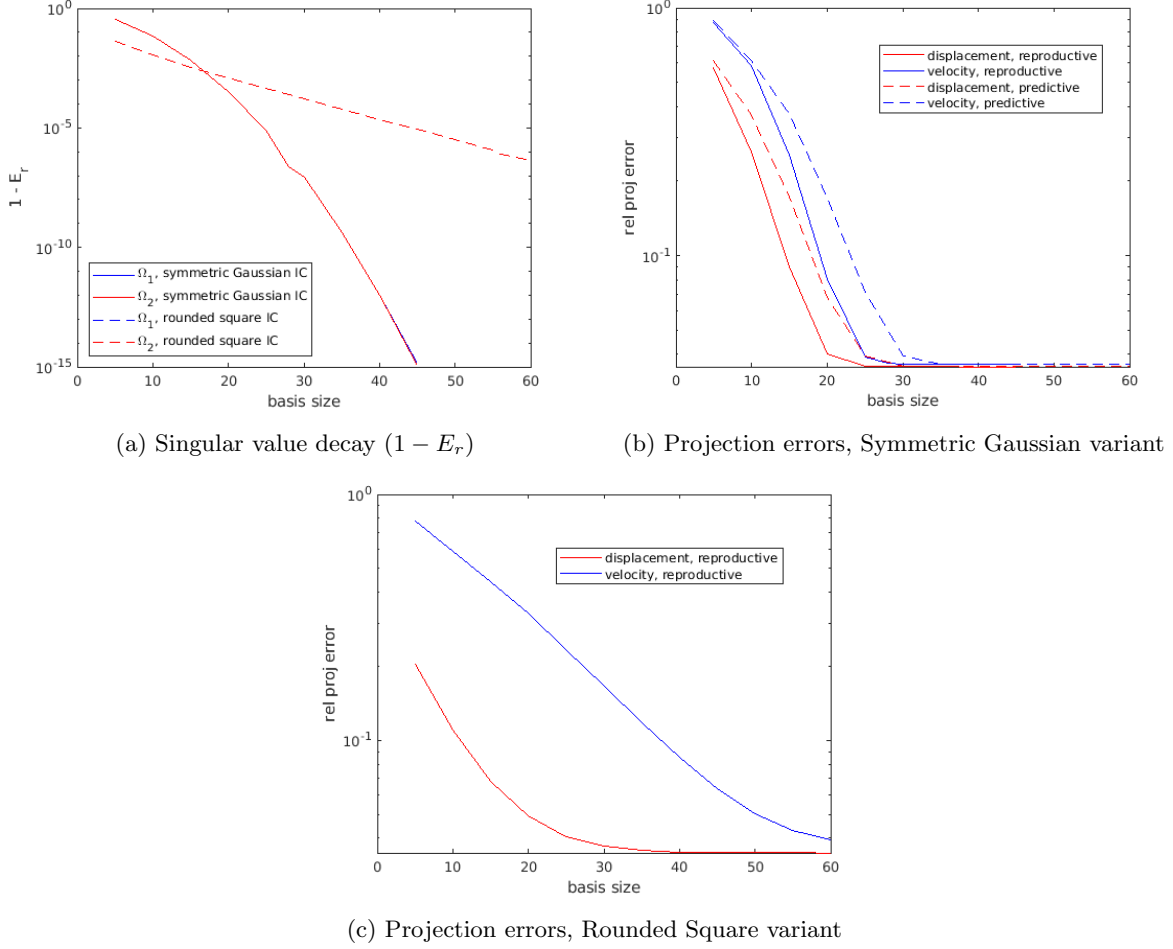 10^0
10^-5
10^-10
10^-15
1 - E_r
Ω_1, symmetric Gaussian IC
Ω_2, symmetric Gaussian IC
Ω_1, rounded square IC
Ω_2, rounded square IC
0 10 20 30 40 50 60
basis size
(a) Singular value decay (1 − E_r)
10^0
10^-1
rel proj error
displacement, reproductive
velocity, reproductive
displacement, predictive
velocity, predictive
0 10 20 30 40 50 60
basis size
(b) Projection errors, Symmetric Gaussian variant
10^0
10^-1
rel proj error
displacement, reproductive
velocity, reproductive
0 10 20 30 40 50 60
basis size
(c) Projection errors, Rounded Square variant